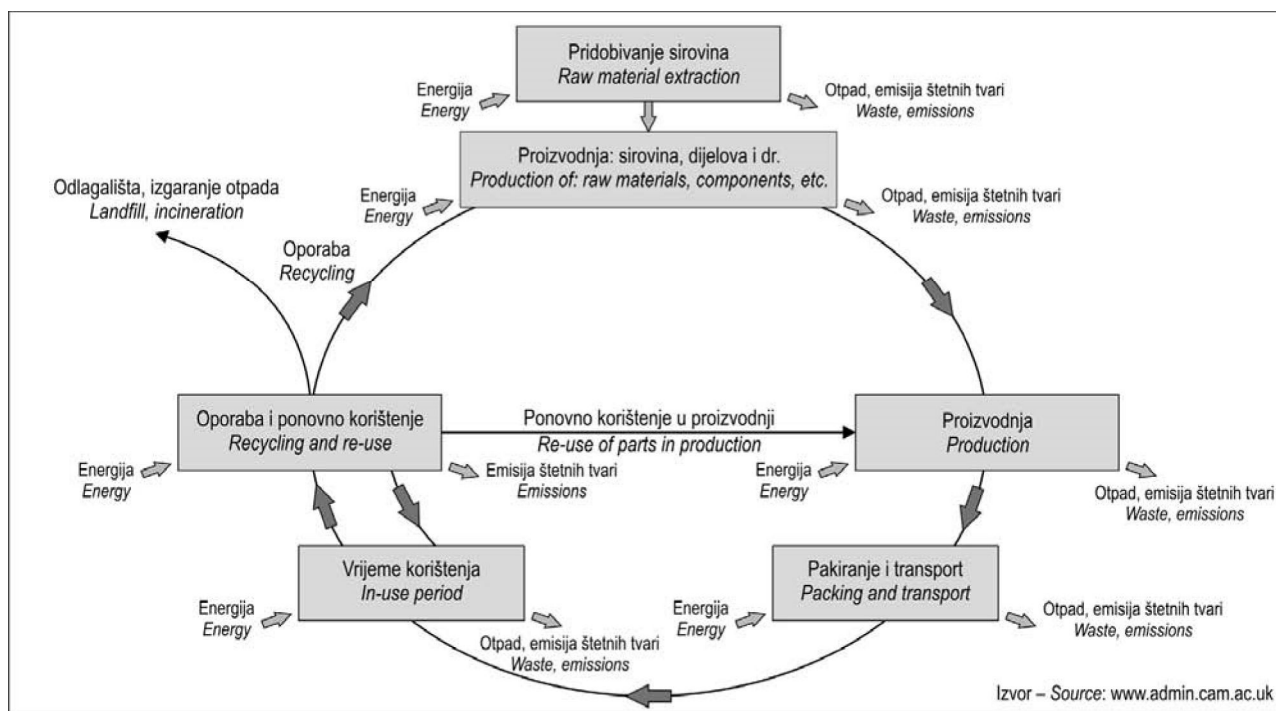 Pridobivanje sirovina
Raw material extraction
Energija
Energy
Otpad, emisija štetnih tvari
Waste, emissions
Proizvodnja: sirovina, dijelova i dr.
Production of: raw materials, components, etc.
Energija
Energy
Otpad, emisija štetnih tvari
Waste, emissions
Odlagališta, izgaranje otpada
Landfill, incineration
Oporaba
Recycling
Oporaba i ponovno korištenje
Recycling and re-use
Ponovno korištenje u proizvodnji
Re-use of parts in production
Proizvodnja
Production
Energija
Energy
Emisija štetnih tvari
Emissions
Energija
Energy
Otpad, emisija štetnih tvari
Waste, emissions
Vrijeme korištenja
In-use period
Pakiranje i transport
Packing and transport
Energija
Energy
Otpad, emisija štetnih tvari
Waste, emissions
Energija
Energy
Otpad, emisija štetnih tvari
Waste, emissions
Izvor – Source: www.admin.cam.ac.uk